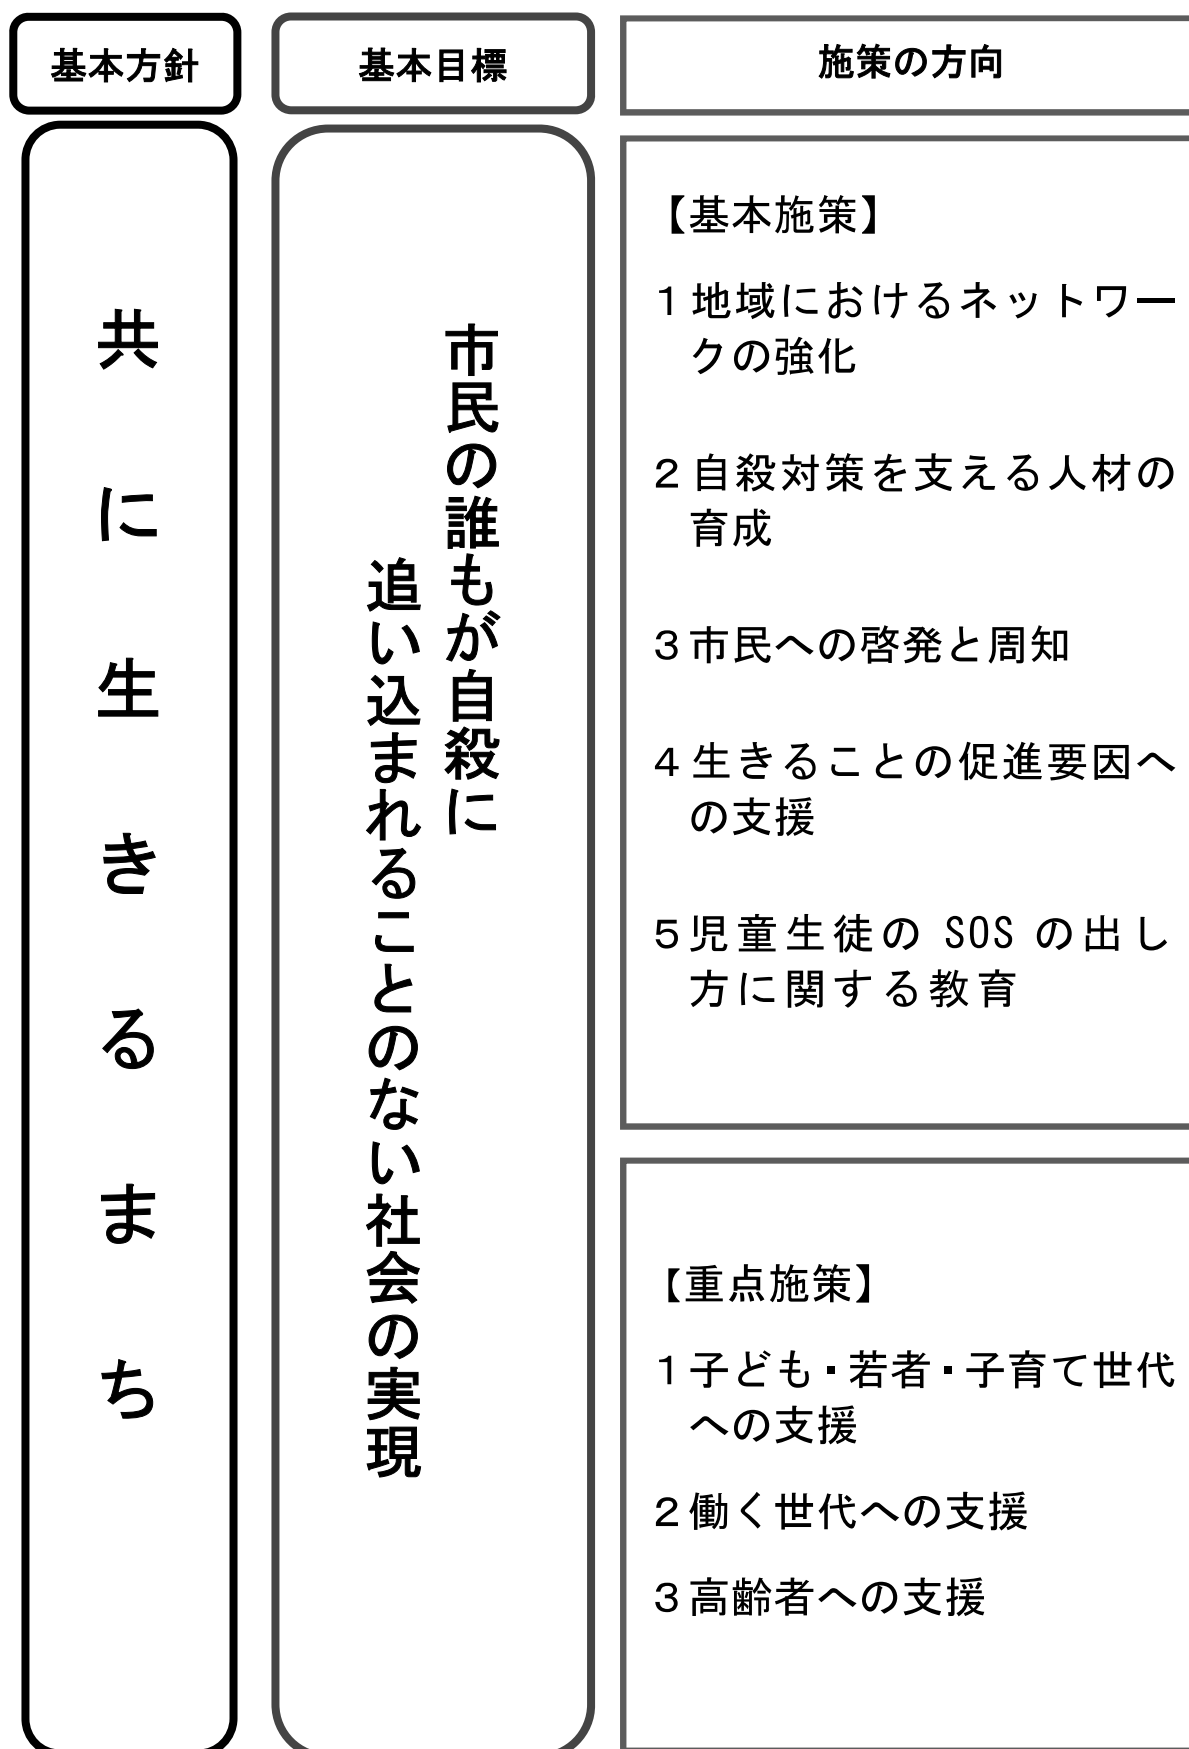 基本方針
基本目標
施策の方向
共に生きるまち
市民の誰もが自殺に
追い込まれることのない社会の実現
【基本施策】
1 地域におけるネットワー
クの強化
2 自殺対策を支える人材の
育成
3 市民への啓発と周知
4 生きることの促進要因へ
の支援
5 児童生徒の SOS の出し
方に関する教育
【重点施策】
1 子ども・若者・子育て世代
への支援
2 働く世代への支援
3 高齢者への支援